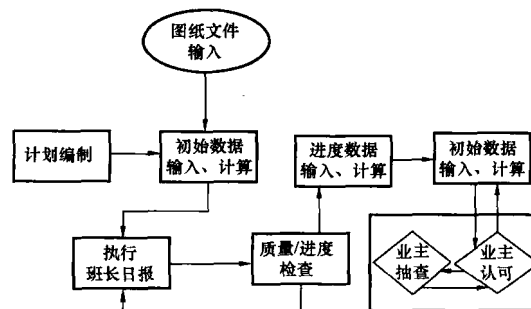 图纸文件
输入
计划编制
初始数据
输入、计算
进度数据
输入、计算
初始数据
输入、计算
执行
班长日报
质量/进度
检查
业主
抽查
业主
认可